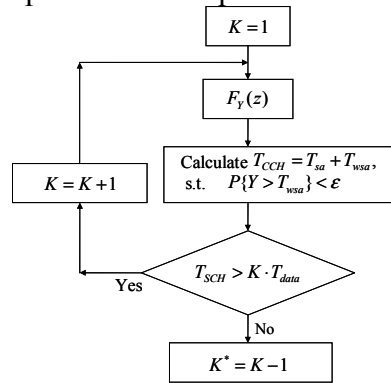 K = 1
F_Y(z)
Calculate T_CCH = T_sa + T_wsa,
s.t. P{Y > T_wsa} < ε
K = K + 1
T_SCH > K · T_data
Yes
No
K* = K − 1